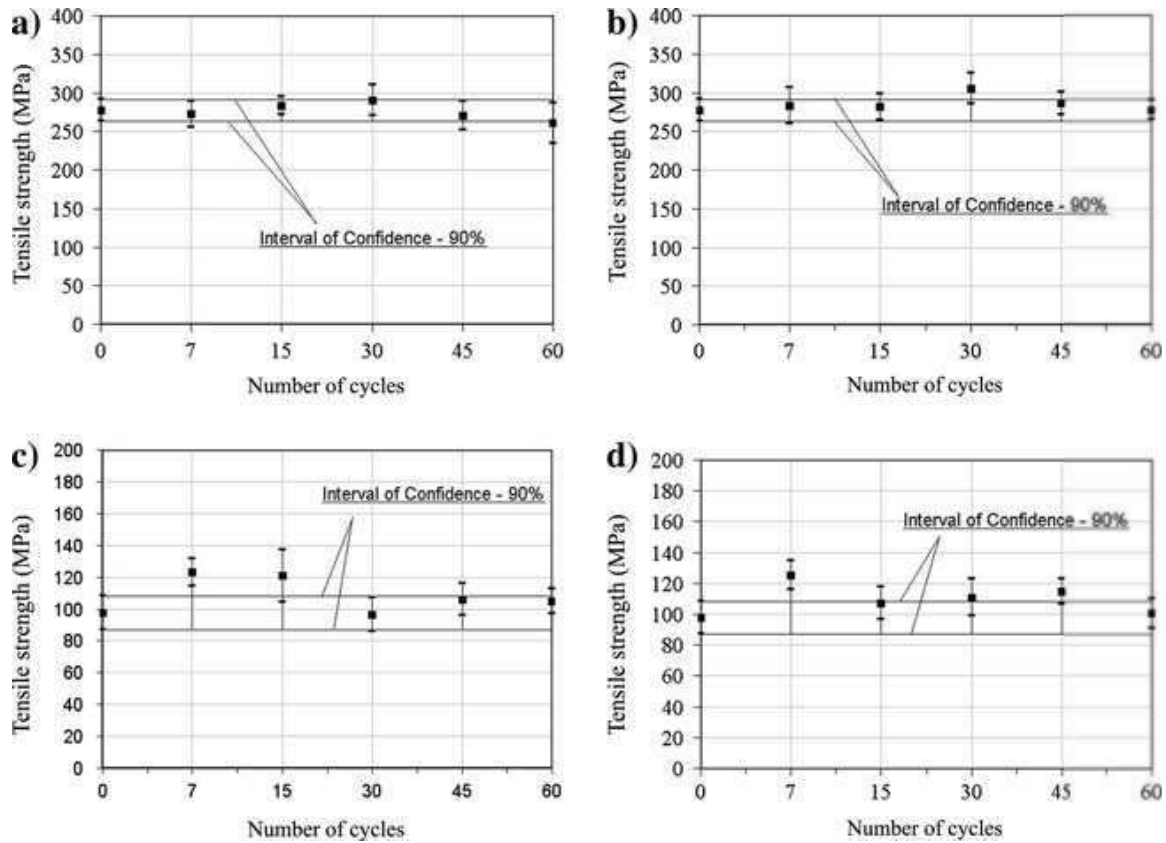 a)
Tensile strength (MPa)
400
350
300
250
200
150
100
50
0
Interval of Confidence - 90%
0 7 15 30 45 60
Number of cycles
b)
Tensile strength (MPa)
400
350
300
250
200
150
100
50
0
Interval of Confidence - 90%
0 7 15 30 45 60
Number of cycles
c)
Tensile strength (MPa)
200
180
160
140
120
100
80
60
40
20
0
Interval of Confidence - 90%
0 7 15 30 45 60
Number of cycles
d)
Tensile strength (MPa)
200
180
160
140
120
100
80
60
40
20
0
Interval of Confidence - 90%
0 7 15 30 45 60
Number of cycles